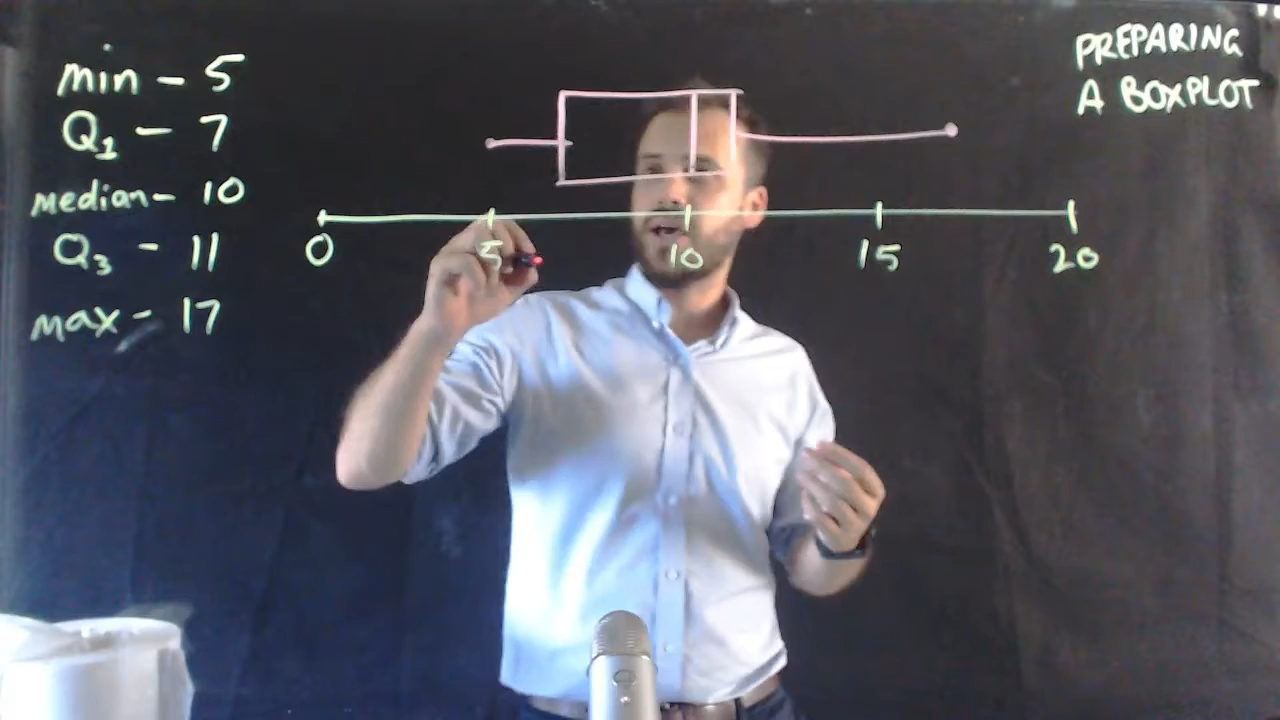 min - 5
Q1 - 7
median - 10
Q3 - 11
max - 17
PREPARING
A BOXPLOT
0 5 10 15 20